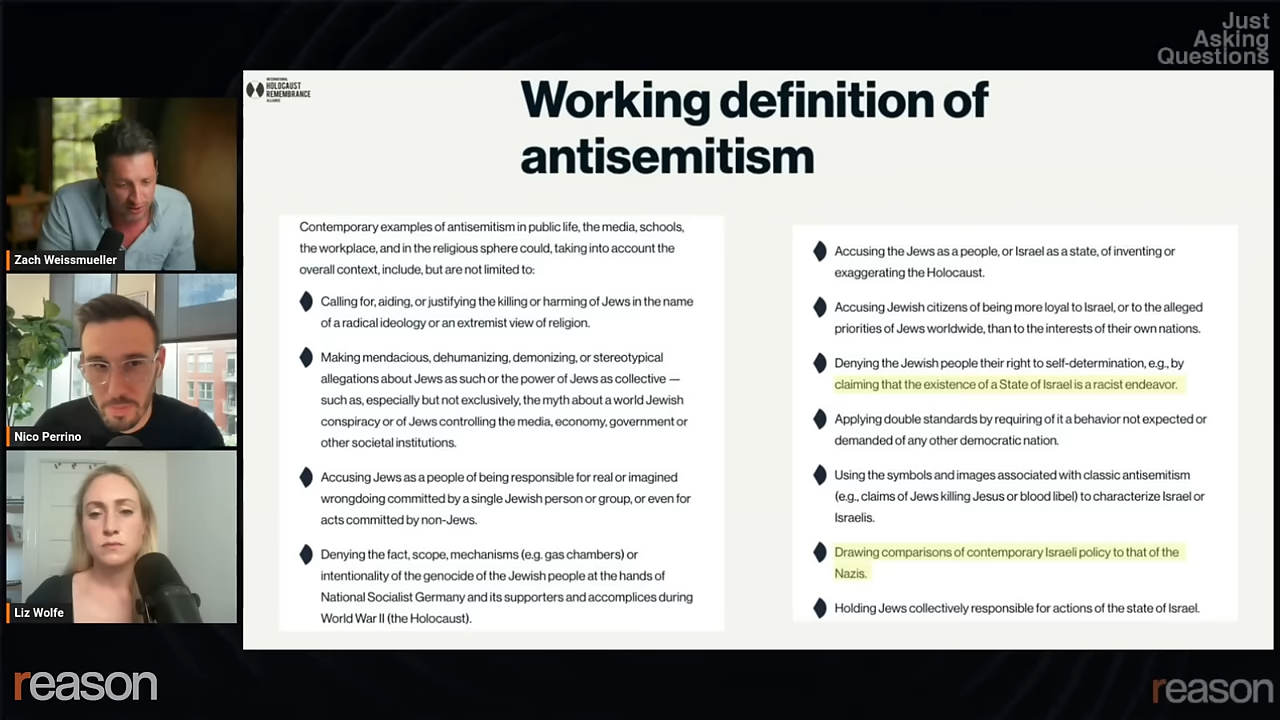 Just
Asking
Questions
INTERNATIONAL
HOLOCAUST
REMEMBRANCE
ALLIANCE
Working definition of
antisemitism
Contemporary examples of antisemitism in public life, the media, schools,
the workplace, and in the religious sphere could, taking into account the
overall context, include, but are not limited to:
Calling for, aiding, or justifying the killing or harming of Jews in the name
of a radical ideology or an extremist view of religion.
Making mendacious, dehumanizing, demonizing, or stereotypical
allegations about Jews as such or the power of Jews as collective —
such as, especially but not exclusively, the myth about a world Jewish
conspiracy or of Jews controlling the media, economy, government or
other societal institutions.
Accusing Jews as a people of being responsible for real or imagined
wrongdoing committed by a single Jewish person or group, or even for
acts committed by non-Jews.
Denying the fact, scope, mechanisms (e.g. gas chambers) or
intentionality of the genocide of the Jewish people at the hands of
National Socialist Germany and its supporters and accomplices during
World War II (the Holocaust).
Accusing the Jews as a people, or Israel as a state, of inventing or
exaggerating the Holocaust.
Accusing Jewish citizens of being more loyal to Israel, or to the alleged
priorities of Jews worldwide, than to the interests of their own nations.
Denying the Jewish people their right to self-determination, e.g., by
claiming that the existence of a State of Israel is a racist endeavor.
Applying double standards by requiring of it a behavior not expected or
demanded of any other democratic nation.
Using the symbols and images associated with classic antisemitism
(e.g., claims of Jews killing Jesus or blood libel) to characterize Israel or
Israelis.
Drawing comparisons of contemporary Israeli policy to that of the
Nazis.
Holding Jews collectively responsible for actions of the state of Israel.
Zach Weissmueller
Nico Perrino
Liz Wolfe
reason
reason